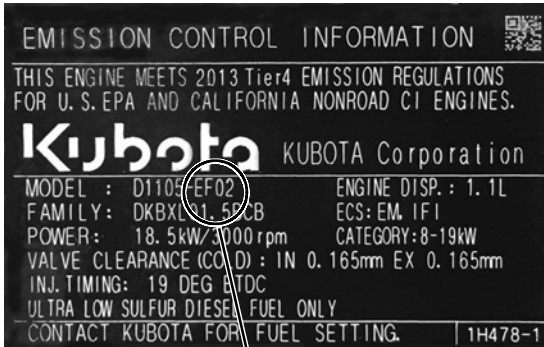 EMISSION CONTROL INFORMATION
THIS ENGINE MEETS 2013 Tier4 EMISSION REGULATIONS
FOR U.S. EPA AND CALIFORNIA NONROAD CI ENGINES.
Kubota KUBOTA Corporation
MODEL : D1105-EF02 ENGINE DISP. : 1.1L
FAMILY: ECS: EM, IFI
POWER: 18.5kW/3000rpm CATEGORY:8-19kW
VALVE CLEARANCE(COLD) : IN 0.165mm EX 0.165mm
INJ.TIMING: 19 DEG BTDC
ULTRA LOW SULFUR DIESEL FUEL ONLY
CONTACT KUBOTA FOR FUEL SETTING. 1H478-1